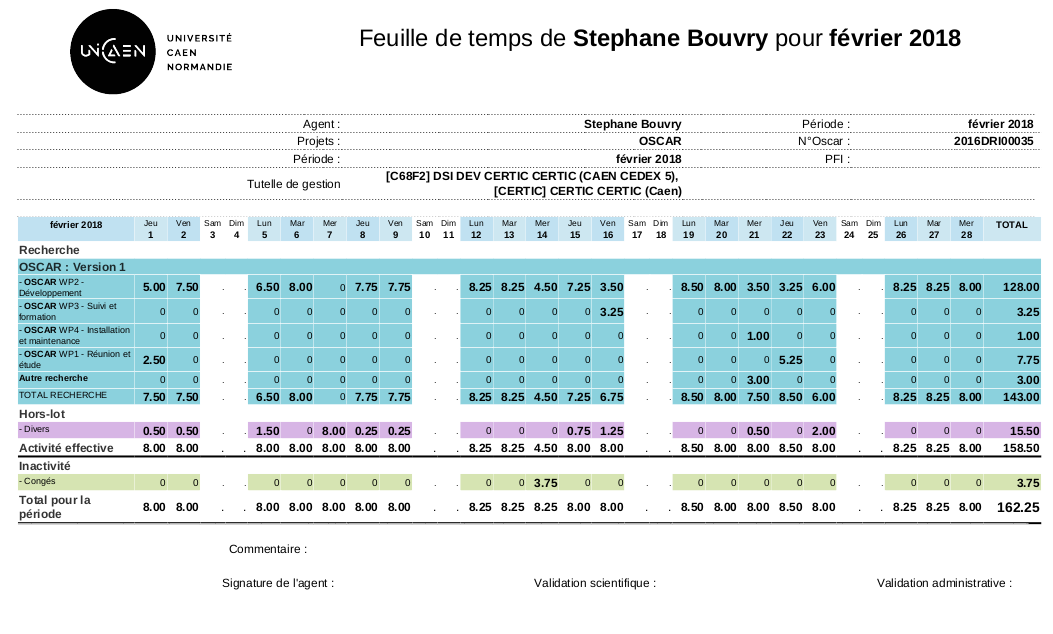 UNICAEN
UNIVERSITÉ
CAEN
NORMANDIE
Feuille de temps de Stephane Bouvry pour février 2018
Agent : Stephane Bouvry Période : février 2018
Projets : OSCAR N°Oscar : 2016DRI00035
Période : février 2018 PFI :
Tutelle de gestion [C68F2] DSI DEV CERTIC CERTIC (CAEN CEDEX 5),
[CERTIC] CERTIC CERTIC (Caen)
février 2018 Jeu Ven Sam Dim Lun Mar Mer Jeu Ven Sam Dim Lun Mar Mer Jeu Ven Sam Dim Lun Mar Mer Jeu Ven Sam Dim Lun Mar Mer TOTAL
1 2 3 4 5 6 7 8 9 10 11 12 13 14 15 16 17 18 19 20 21 22 23 24 25 26 27 28
Recherche
OSCAR : Version 1
- OSCAR WP2 - Développement 5.00 7.50 . . 6.50 8.00 0 7.75 7.75 . . 8.25 8.25 4.50 7.25 3.50 . . 8.50 8.00 3.50 3.25 6.00 . . 8.25 8.25 8.00 128.00
- OSCAR WP3 - Suivi et formation 0 0 . . 0 0 0 0 0 . . 0 0 0 0 3.25 . . 0 0 0 0 0 . . 0 0 0 3.25
- OSCAR WP4 - Installation et maintenance 0 0 . . 0 0 0 0 0 . . 0 0 0 0 0 . . 0 0 1.00 0 0 . . 0 0 0 1.00
- OSCAR WP1 - Réunion et étude 2.50 0 . . 0 0 0 0 0 . . 0 0 0 0 0 . . 0 0 0 5.25 0 . . 0 0 0 7.75
Autre recherche 0 0 . . 0 0 0 0 0 . . 0 0 0 0 0 . . 0 0 3.00 0 0 . . 0 0 0 3.00
TOTAL RECHERCHE 7.50 7.50 . . 6.50 8.00 0 7.75 7.75 . . 8.25 8.25 4.50 7.25 6.75 . . 8.50 8.00 7.50 8.50 6.00 . . 8.25 8.25 8.00 143.00
Hors-lot
- Divers 0.50 0.50 . . 1.50 0 8.00 0.25 0.25 . . 0 0 0 0.75 1.25 . . 0 0 0.50 0 2.00 . . 0 0 0 15.50
Activité effective 8.00 8.00 . . 8.00 8.00 8.00 8.00 8.00 . . 8.25 8.25 4.50 8.00 8.00 . . 8.50 8.00 8.00 8.50 8.00 . . 8.25 8.25 8.00 158.50
Inactivité
- Congés 0 0 . . 0 0 0 0 0 . . 0 0 3.75 0 0 . . 0 0 0 0 0 . . 0 0 0 3.75
Total pour la période 8.00 8.00 . . 8.00 8.00 8.00 8.00 8.00 . . 8.25 8.25 8.25 8.00 8.00 . . 8.50 8.00 8.00 8.50 8.00 . . 8.25 8.25 8.00 162.25
Commentaire :
Signature de l'agent : Validation scientifique : Validation administrative :